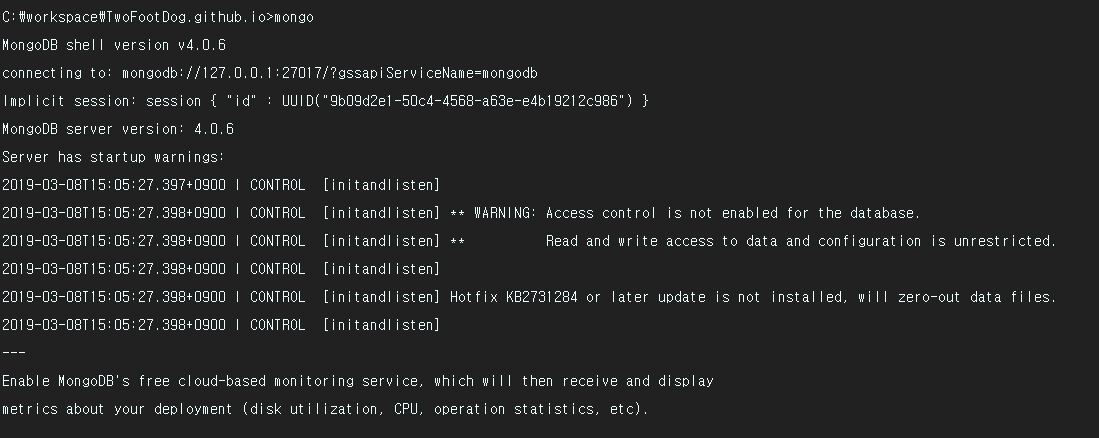 C:₩workspace₩TwoFootDog.github.io>mongo
MongoDB shell version v4.0.6
connecting to: mongodb://127.0.0.1:27017/?gssapiServiceName=mongodb
Implicit session: session { "id" : UUID("9b09d2e1-50c4-4568-a63e-e4b19212c986") }
MongoDB server version: 4.0.6
Server has startup warnings:
2019-03-08T15:05:27.397+0900 I CONTROL  [initandlisten]
2019-03-08T15:05:27.398+0900 I CONTROL  [initandlisten] ** WARNING: Access control is not enabled for the database.
2019-03-08T15:05:27.398+0900 I CONTROL  [initandlisten] **          Read and write access to data and configuration is unrestricted.
2019-03-08T15:05:27.398+0900 I CONTROL  [initandlisten]
2019-03-08T15:05:27.398+0900 I CONTROL  [initandlisten] Hotfix KB2731284 or later update is not installed, will zero-out data files.
2019-03-08T15:05:27.398+0900 I CONTROL  [initandlisten]
---
Enable MongoDB's free cloud-based monitoring service, which will then receive and display
metrics about your deployment (disk utilization, CPU, operation statistics, etc).